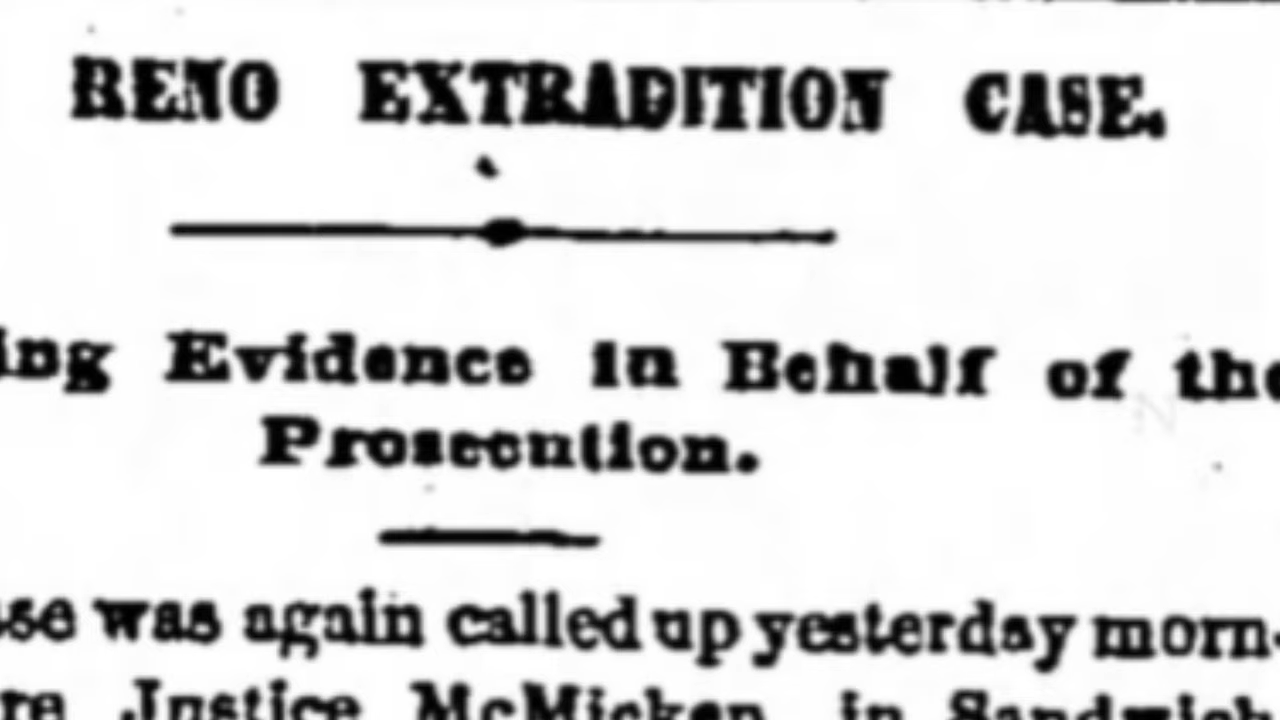 RENO EXTRADITION CASE.
ing Evidence in Behalf of the
Prosecution.
ase was again called up yesterday morn-
re Justice McMicken, in Sandwich